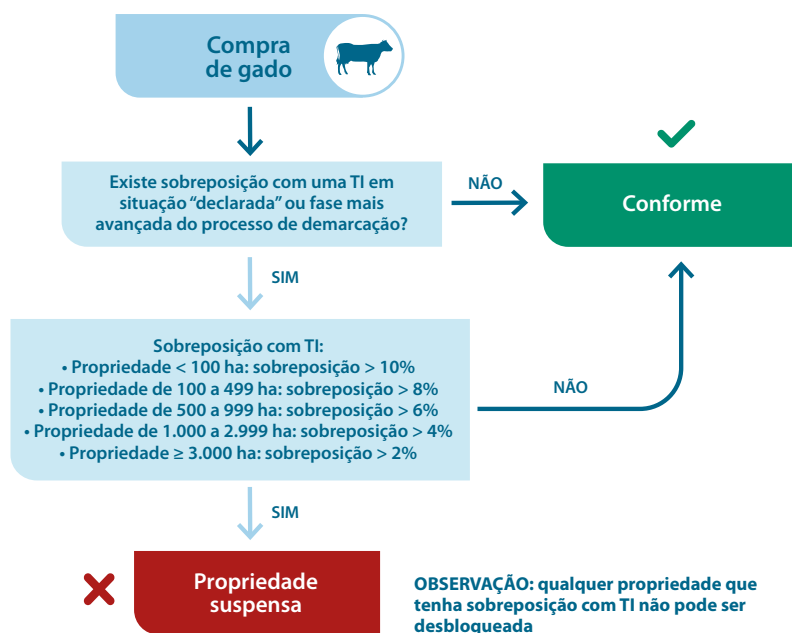 Compra
de gado
Existe sobreposição com uma TI em
situação “declarada” ou fase mais
avançada do processo de demarcação?
NÃO
Conforme
SIM
Sobreposição com TI:
• Propriedade < 100 ha: sobreposição > 10%
• Propriedade de 100 a 499 ha: sobreposição > 8%
• Propriedade de 500 a 999 ha: sobreposição > 6%
• Propriedade de 1.000 a 2.999 ha: sobreposição > 4%
• Propriedade ≥ 3.000 ha: sobreposição > 2%
NÃO
SIM
Propriedade
suspensa
OBSERVAÇÃO: qualquer propriedade que
tenha sobreposição com TI não pode ser
desbloqueada